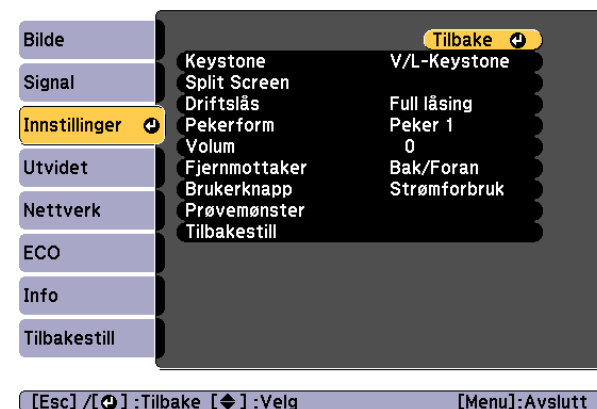 Bilde
Signal
Innstillinger
Utvidet
Nettverk
ECO
Info
Tilbakestill
Tilbake
Keystone V/L-Keystone
Split Screen
Driftslås Full låsing
Pekerform Peker 1
Volum 0
Fjernmottaker Bak/Foran
Brukerknapp Strømforbruk
Prøvemønster
Tilbakestill
[Esc] /[⏎] :Tilbake [◆] :Velg [Menu]:Avslutt